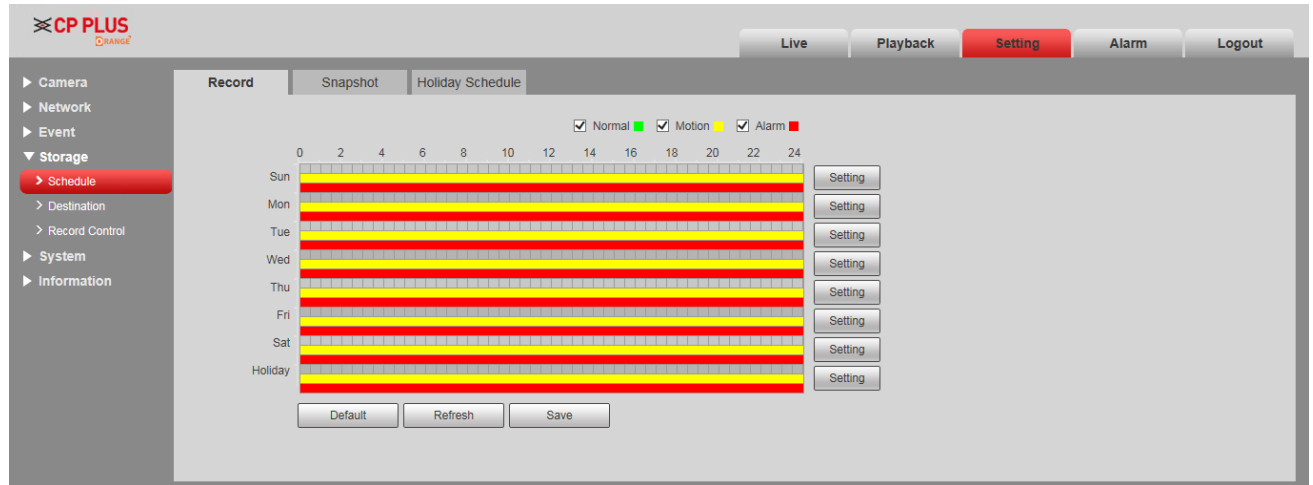 CP PLUS
ORANGE
Live Playback Setting Alarm Logout
Camera
Network
Event
Storage
Schedule
Destination
Record Control
System
Information
Record Snapshot Holiday Schedule
Normal Motion Alarm
0 2 4 6 8 10 12 14 16 18 20 22 24
Sun Setting
Mon Setting
Tue Setting
Wed Setting
Thu Setting
Fri Setting
Sat Setting
Holiday Setting
Default Refresh Save